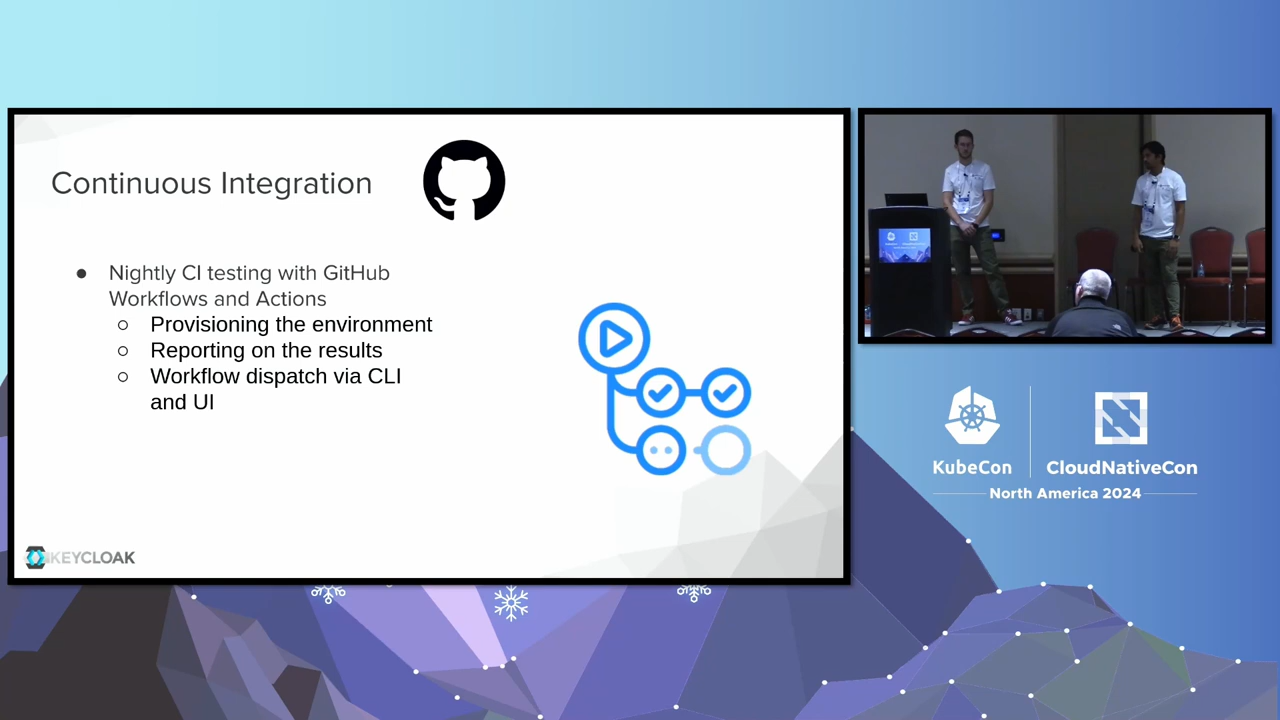 Continuous Integration
● Nightly CI testing with GitHub
Workflows and Actions
○ Provisioning the environment
○ Reporting on the results
○ Workflow dispatch via CLI
and UI
KEYCLOAK
KubeCon
CloudNativeCon
North America 2024